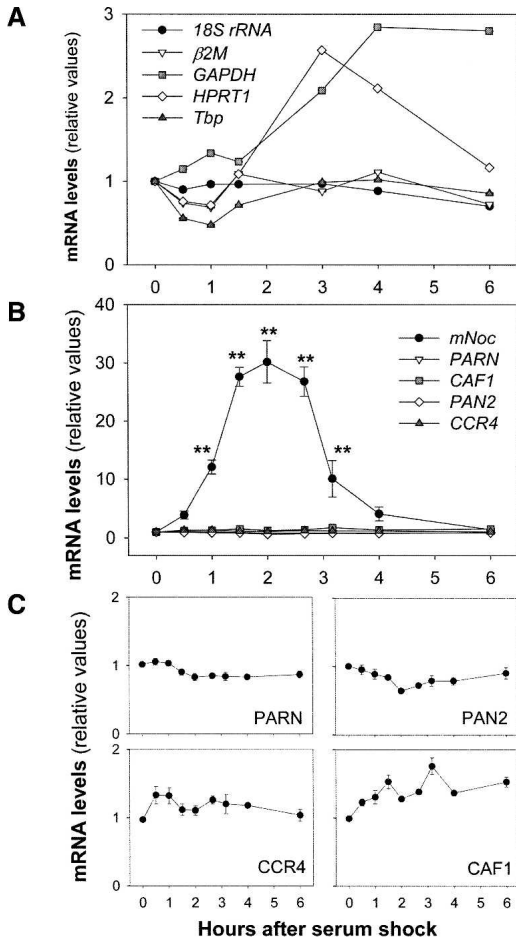 A
mRNA levels (relative values)
3
2
1
0
18S rRNA
β2M
GAPDH
HPRT1
Tbp
0 1 2 3 4 5 6
B
mRNA levels (relative values)
40
30
20
10
0
** ** ** ** **
mNoc
PARN
CAF1
PAN2
CCR4
0 1 2 3 4 5 6
C
mRNA levels (relative values)
2
1
0
PARN
PAN2
2
1
0
CCR4
CAF1
0 1 2 3 4 5 6
0 1 2 3 4 5 6
Hours after serum shock